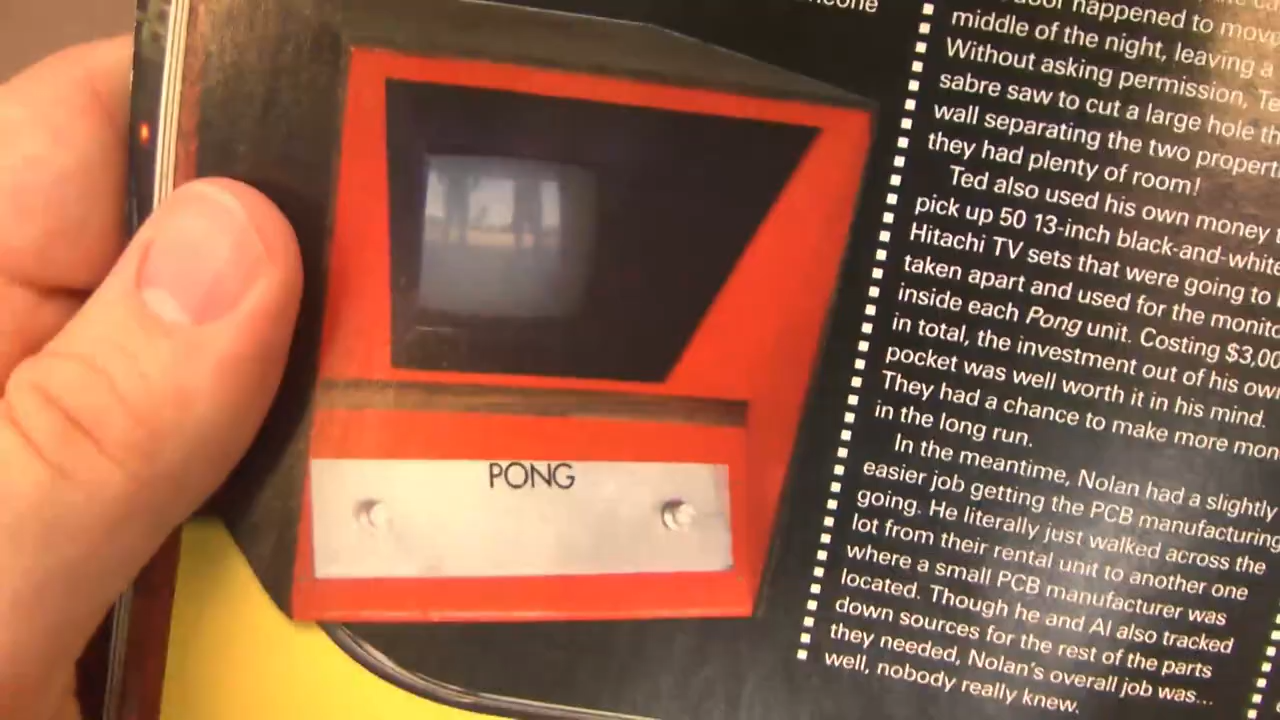 PONG
happened to move
middle of the night, leaving a
Without asking permission,
sabre saw to cut a large hole
wall separating the two
they had plenty of room!
Ted also used his own money
pick up 50 13-inch black-and-white
Hitachi TV sets that were going to
taken apart and used for the
inside each Pong unit. Costing
in total, the investment out of his
pocket was well worth it in his mind.
They had a chance to make more
in the long run.
In the meantime, Nolan had a slightly
easier job getting the PCB manufacturing
going. He literally just walked across the
lot from their rental unit to another one
where a small PCB manufacturer was
located. Though he and Al also tracked
down sources for the rest of the parts
they needed, Nolan's overall job was...
well, nobody really knew.